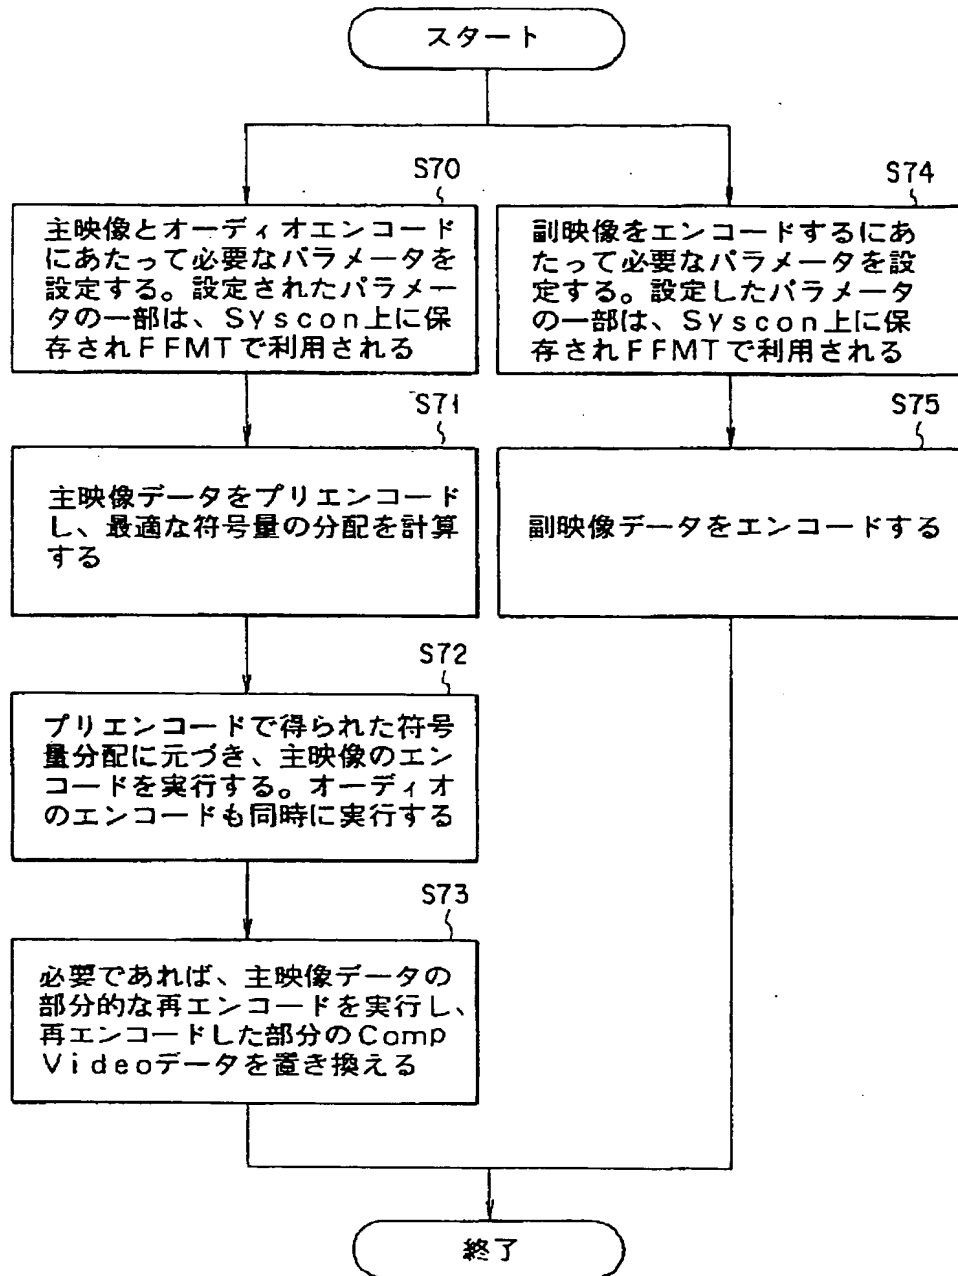 スタート
S70
主映像とオーディオエンコード
にあたって必要なパラメータを
設定する。設定されたパラメー
タの一部は、Syscon上に保
存されFFMTで利用される
S71
主映像データをプリエンコード
し、最適な符号量の分配を計算
する
S72
プリエンコードで得られた符号
量分配に元づき、主映像のエン
コードを実行する。オーディオ
のエンコードも同時に実行する
S73
必要であれば、主映像データの
部分的な再エンコードを実行し、
再エンコードした部分のComp
Videoデータを置き換える
S74
副映像をエンコードするにあ
たって必要なパラメータを設
定する。設定したパラメータ
の一部は、Syscon上に保
存されFFMTで利用される
S75
副映像データをエンコードする
終了